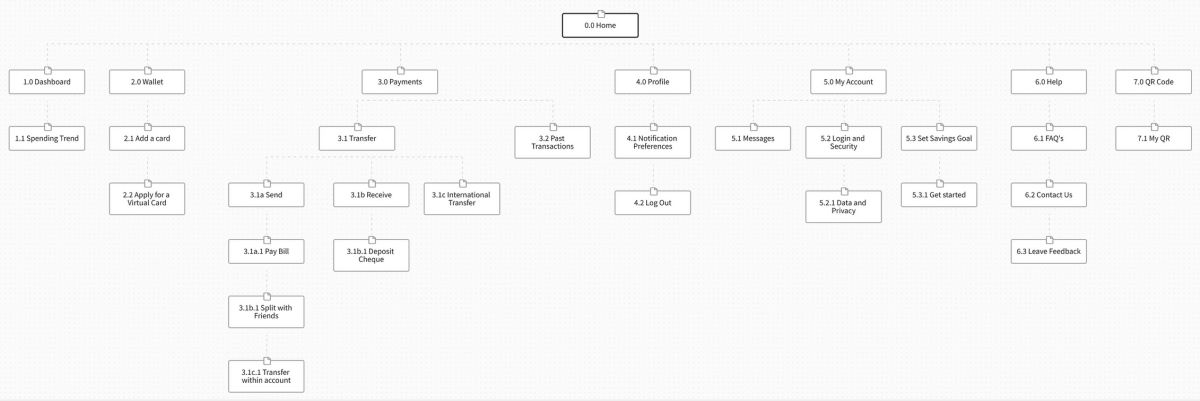 0.0 Home
1.0 Dashboard
2.0 Wallet
3.0 Payments
4.0 Profile
5.0 My Account
6.0 Help
7.0 QR Code
1.1 Spending Trend
2.1 Add a card
3.1 Transfer
3.2 Past
Transactions
4.1 Notification
Preferences
5.1 Messages
5.2 Login and
Security
5.3 Set Savings Goal
6.1 FAQ's
7.1 My QR
2.2 Apply for a
Virtual Card
3.1a Send
3.1b Receive
3.1c International
Transfer
4.2 Log Out
5.2.1 Data and
Privacy
5.3.1 Get started
6.2 Contact Us
3.1a.1 Pay Bill
3.1b.1 Deposit
Cheque
6.3 Leave Feedback
3.1b.1 Split with
Friends
3.1c.1 Transfer
within account